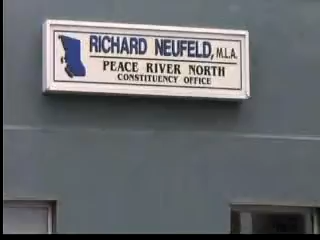 RICHARD NEUFELD, M.L.A.
PEACE RIVER NORTH
CONSTITUENCY OFFICE